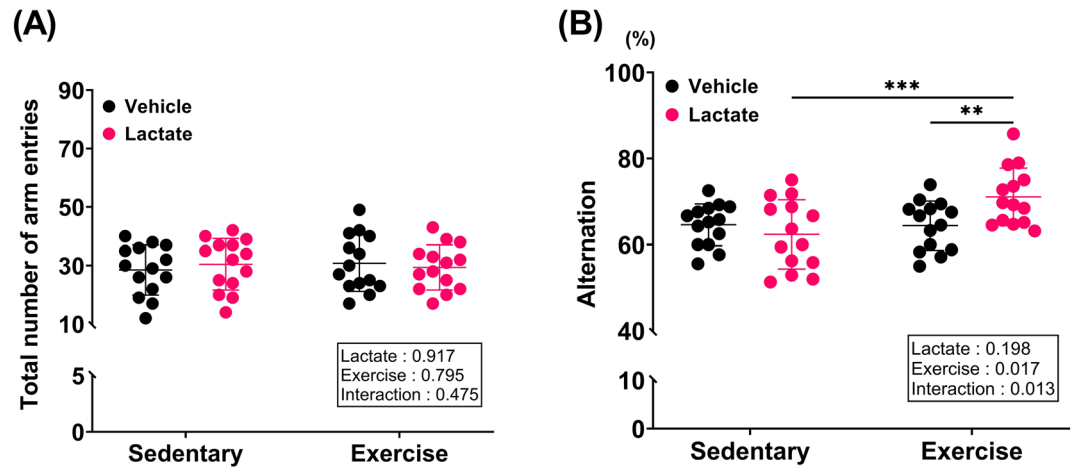 (A)
Total number of arm entries
90
70
50
30
10
5
0
Vehicle
Lactate
Lactate : 0.917
Exercise : 0.795
Interaction : 0.475
Sedentary
Exercise
(B)
(%)
Alternation
100
80
60
40
10
0
Vehicle
Lactate
***
**
Lactate : 0.198
Exercise : 0.017
Interaction : 0.013
Sedentary
Exercise